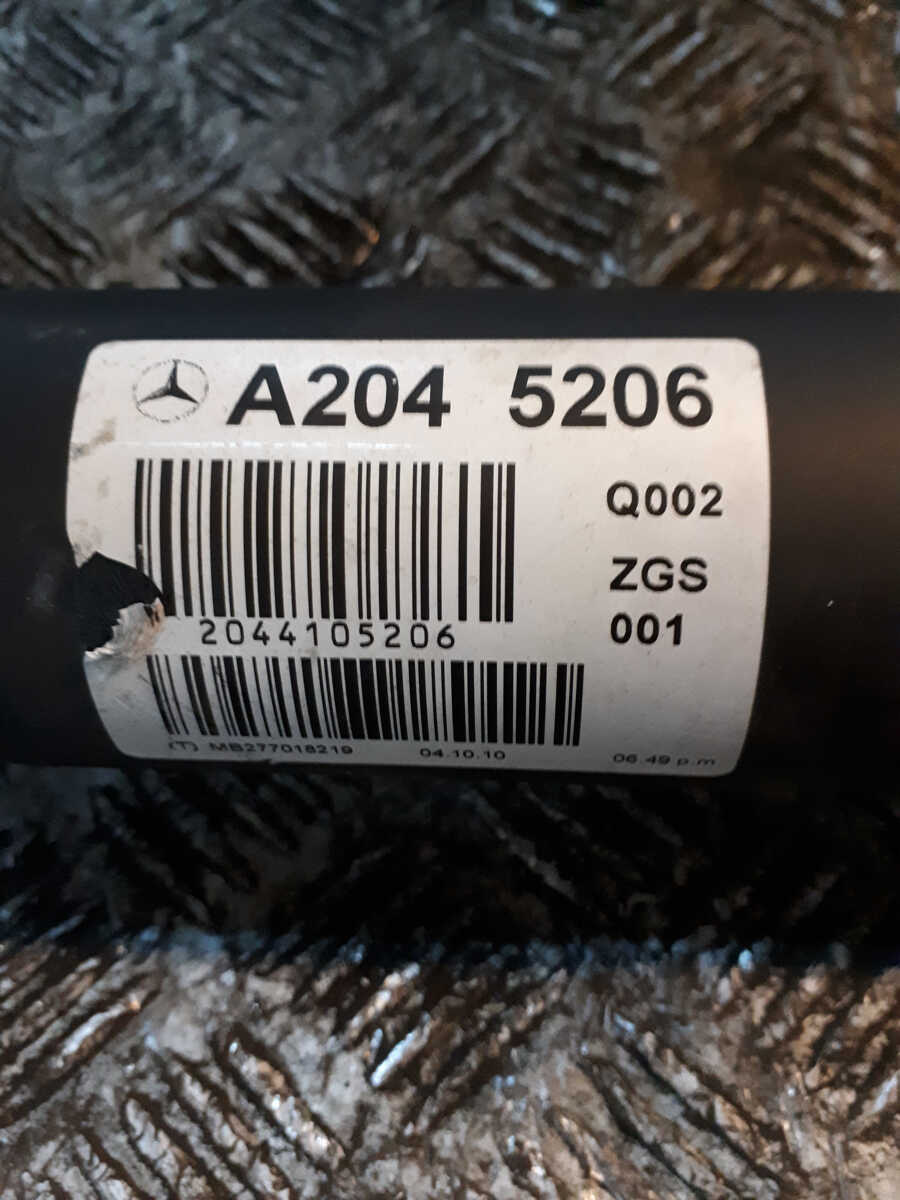 A204 5206
Q002
ZGS
001
2044105206
(T) MB277018219 04.10.10 06.49 p.m